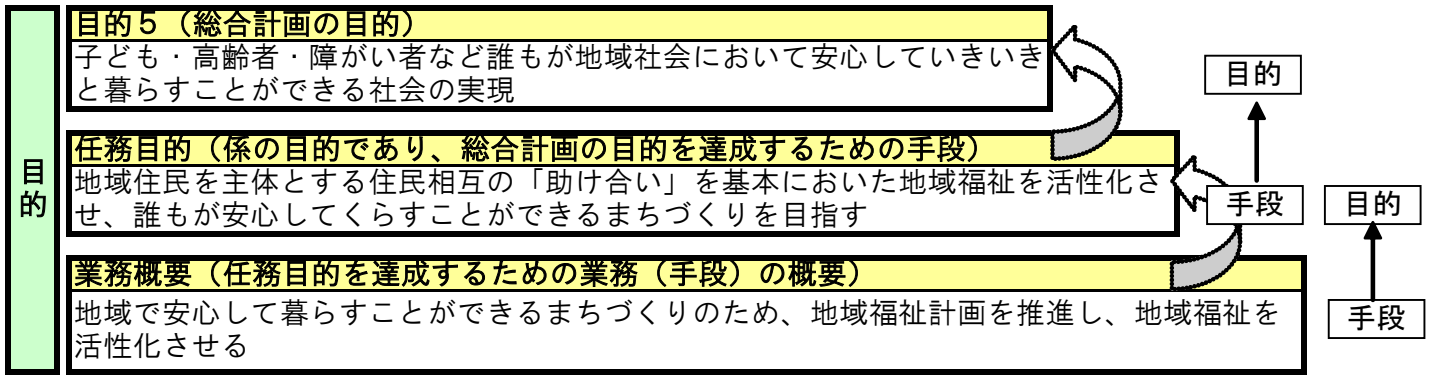 目的
目的５（総合計画の目的）
子ども・高齢者・障がい者など誰もが地域社会において安心していきいき
と暮らすことができる社会の実現
任務目的（係の目的であり、総合計画の目的を達成するための手段）
地域住民を主体とする住民相互の「助け合い」を基本においた地域福祉を活性化さ
せ、誰もが安心してくらすことができるまちづくりを目指す
業務概要（任務目的を達成するための業務（手段）の概要）
地域で安心して暮らすことができるまちづくりのため、地域福祉計画を推進し、地域福祉を
活性化させる
目的
手段
目的
手段